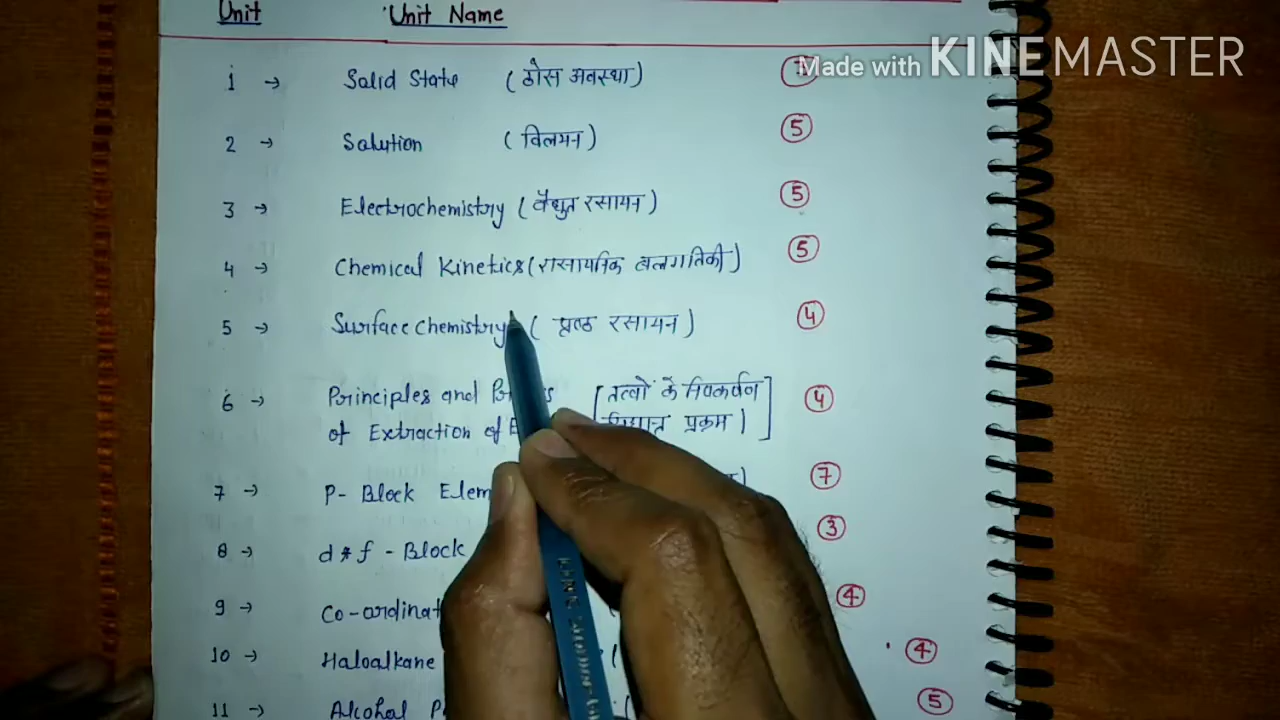 Unit Unit Name
Made with KINEMASTER
1 → Solid State (ठोस अवस्था)
2 → Solution (विलयन) 5
3 → Electrochemistry (वैधुत रसायन) 5
4 → Chemical Kinetics (रासायनिक बलगतिकी) 5
5 → Surface Chemistry ( पृष्ठ रसायन ) 4
6 → Principles and [तत्वों के निष्कर्षण 4
of Extraction of प्रक्रम ) ]
7 → P- Block 7
8 → d & f - Block 3
9 → 4
10 → Haloalkane ( 4
11 → Alcohol 5